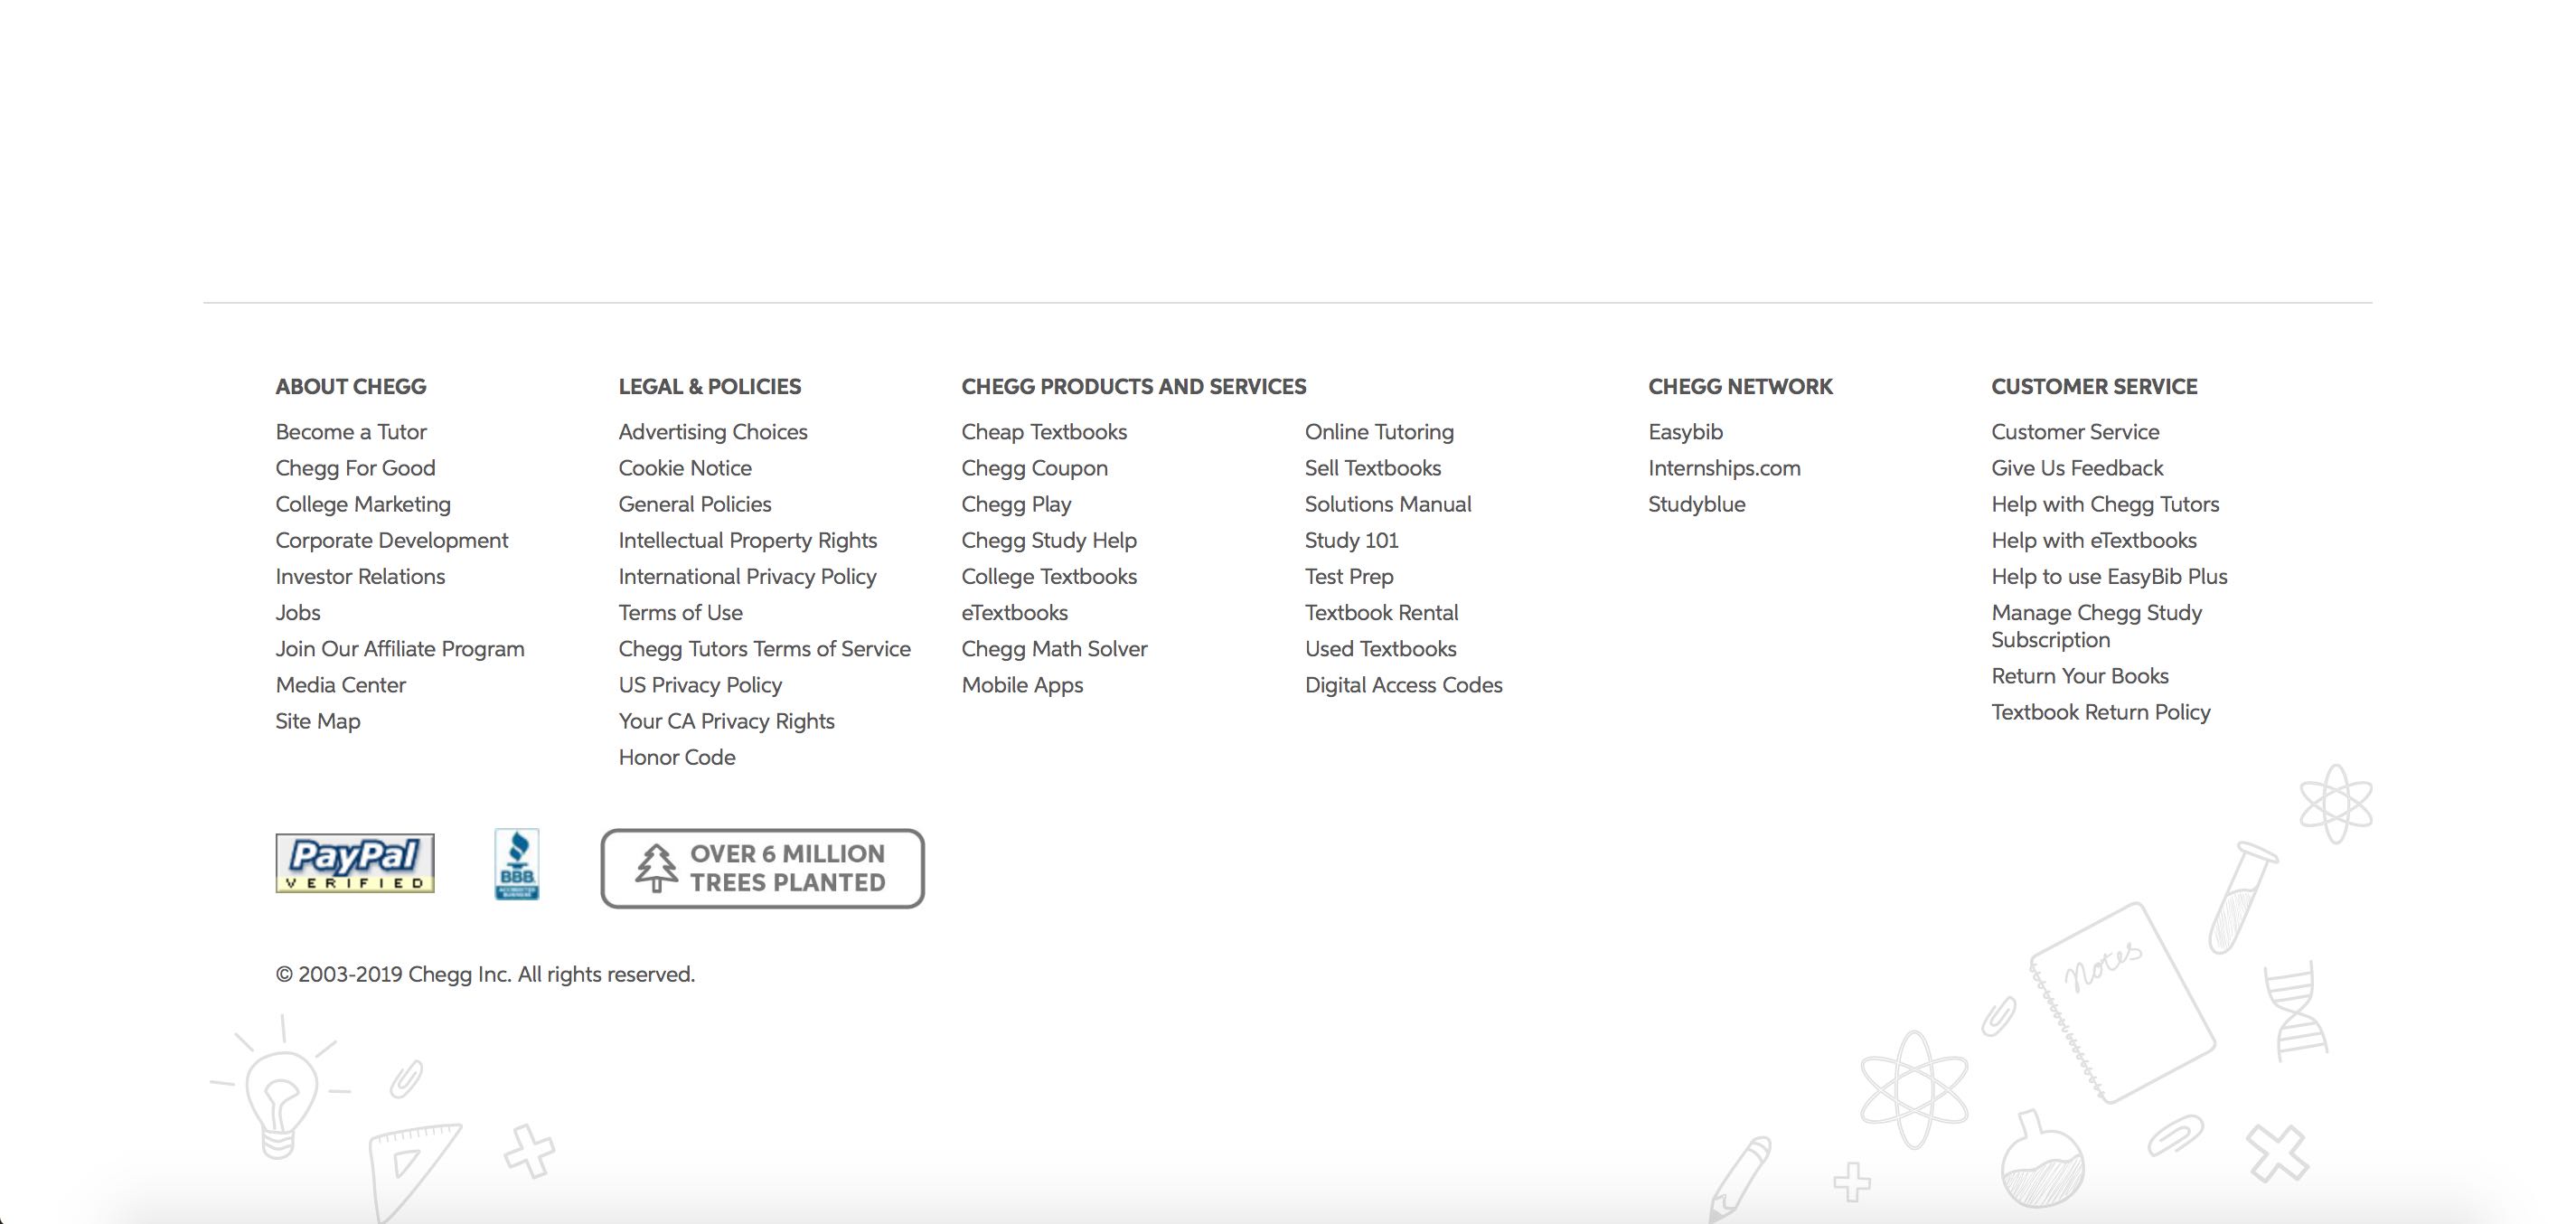 ABOUT CHEGG
Become a Tutor
Chegg For Good
College Marketing
Corporate Development
Investor Relations
Jobs
Join Our Affiliate Program
Media Center
Site Map
LEGAL & POLICIES
Advertising Choices
Cookie Notice
General Policies
Intellectual Property Rights
International Privacy Policy
Terms of Use
Chegg Tutors Terms of Service
US Privacy Policy
Your CA Privacy Rights
Honor Code
CHEGG PRODUCTS AND SERVICES
Cheap Textbooks
Chegg Coupon
Chegg Play
Chegg Study Help
College Textbooks
eTextbooks
Chegg Math Solver
Mobile Apps
Online Tutoring
Sell Textbooks
Solutions Manual
Study 101
Test Prep
Textbook Rental
Used Textbooks
Digital Access Codes
CHEGG NETWORK
Easybib
Internships.com
Studyblue
CUSTOMER SERVICE
Customer Service
Give Us Feedback
Help with Chegg Tutors
Help with eTextbooks
Help to use EasyBib Plus
Manage Chegg Study
Subscription
Return Your Books
Textbook Return Policy
PayPal
VERIFIED
BBB
ACCREDITED
BUSINESS
OVER 6 MILLION
TREES PLANTED
© 2003-2019 Chegg Inc. All rights reserved.
Notes